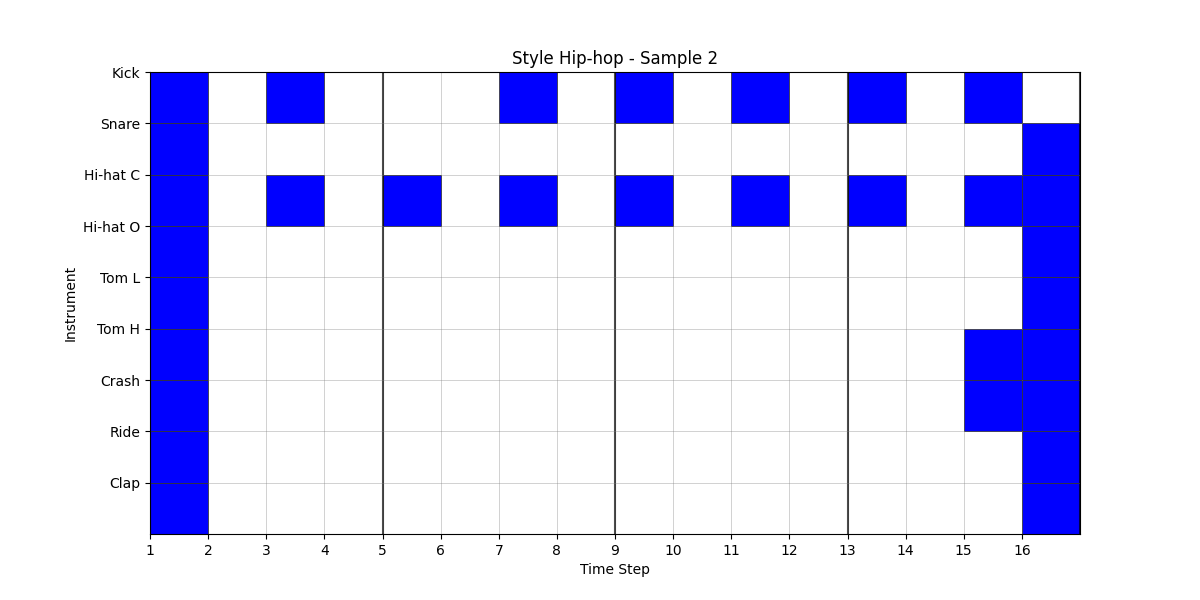 Style Hip-hop - Sample 2
Kick
Snare
Hi-hat C
Hi-hat O
Tom L
Tom H
Crash
Ride
Clap
Instrument
1 2 3 4 5 6 7 8 9 10 11 12 13 14 15 16
Time Step